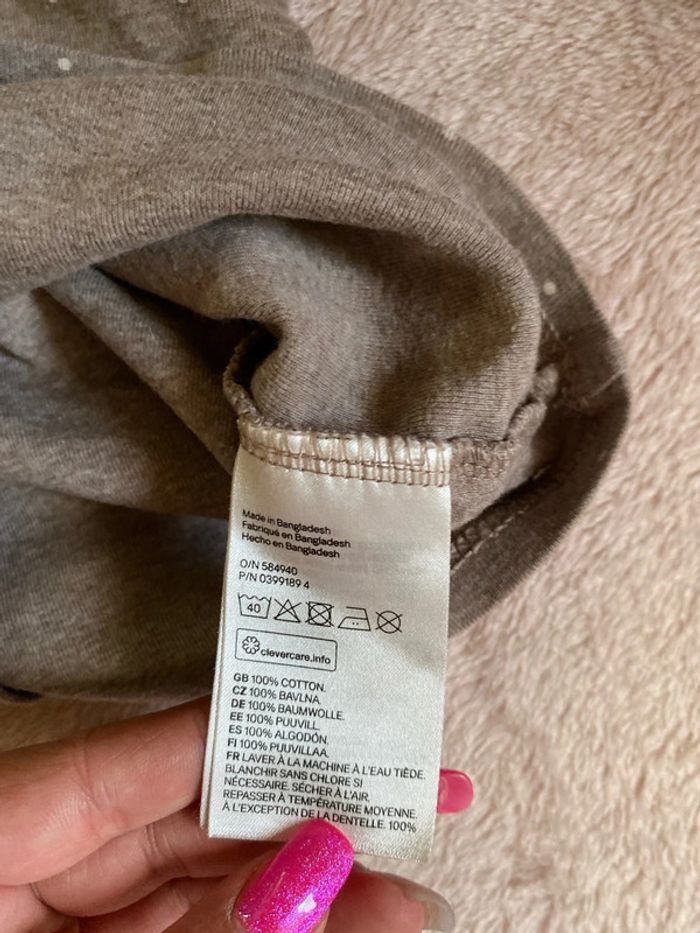 Made in Bangladesh
Fabriqué en Bangladesh
Hecho en Bangladesh
O/N 584940
P/N 0399189 4
40
clevercare.info
GB 100% COTTON.
CZ 100% BAVLNA.
DE 100% BAUMWOLLE.
EE 100% PUUVILL.
ES 100% ALGODÓN.
FI 100% PUUVILLAA.
FR LAVER À LA MACHINE À L'EAU TIÈDE.
BLANCHIR SANS CHLORE SI
NÉCESSAIRE. SÉCHER À L'AIR.
REPASSER À TEMPÉRATURE MOYENNE.
À L'EXCEPTION DE LA DENTELLE. 100%